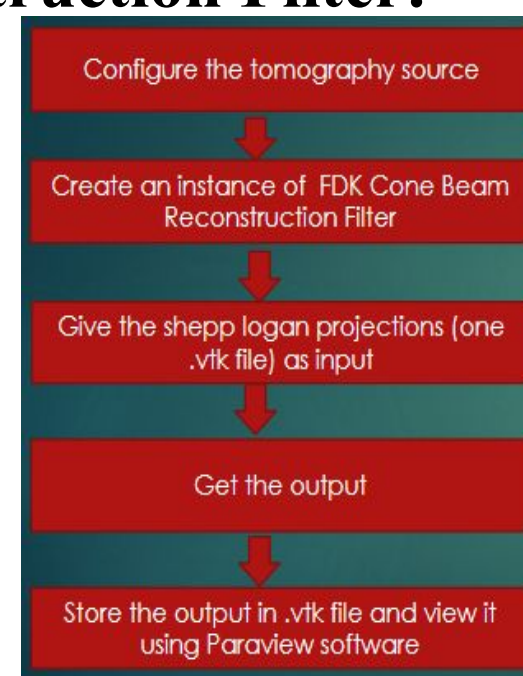 Configure the tomography source
Create an instance of FDK Cone Beam
Reconstruction Filter
Give the shepp logan projections (one
.vtk file) as input
Get the output
Store the output in .vtk file and view it
using Paraview software